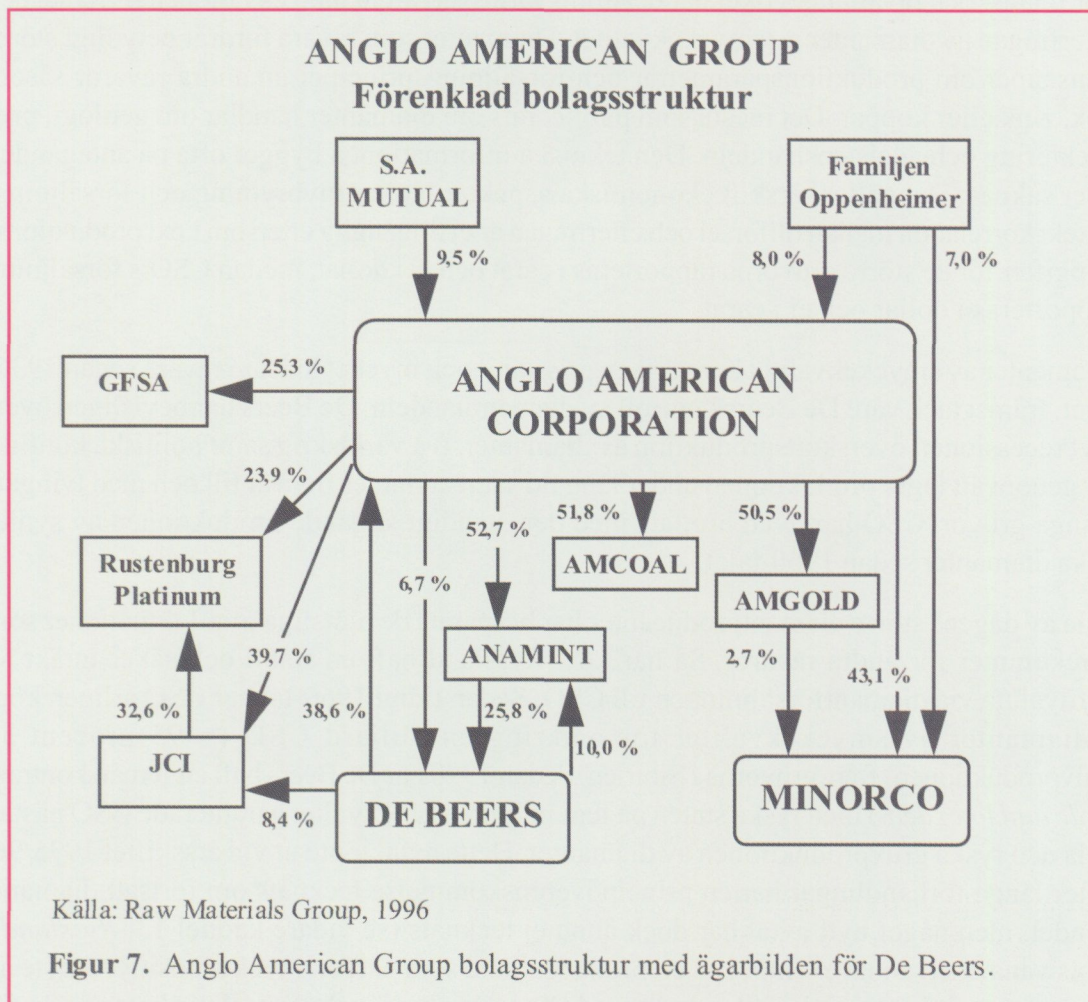 ANGLO AMERICAN GROUP
Förenklad bolagsstruktur
S.A.
MUTUAL
Familjen
Oppenheimer
9,5 %
8,0 %
7,0 %
GFSA
25,3 %
ANGLO AMERICAN
CORPORATION
23,9 %
52,7 %
51,8 %
50,5 %
Rustenburg
Platinum
6,7 %
AMCOAL
AMGOLD
39,7 %
ANAMINT
2,7 %
43,1 %
32,6 %
38,6 %
25,8 %
10,0 %
JCI
8,4 %
DE BEERS
MINORCO
Källa: Raw Materials Group, 1996
Figur 7. Anglo American Group bolagsstruktur med ägarbilden för De Beers.